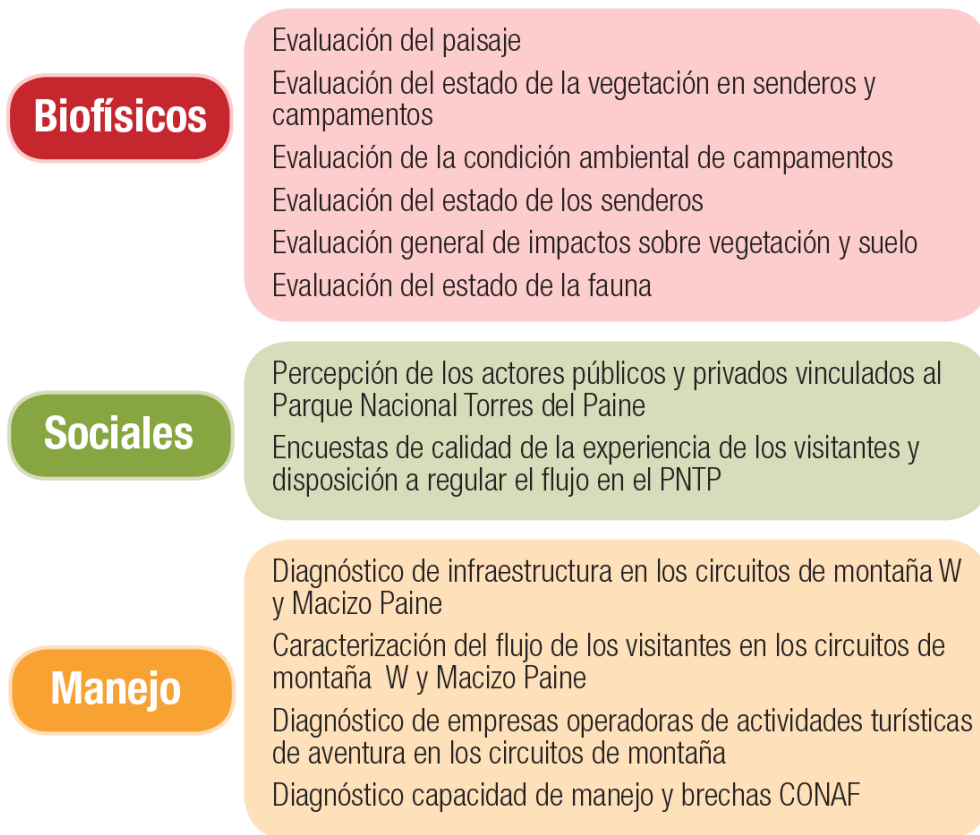 Biofísicos
Evaluación del paisaje
Evaluación del estado de la vegetación en senderos y
campamentos
Evaluación de la condición ambiental de campamentos
Evaluación del estado de los senderos
Evaluación general de impactos sobre vegetación y suelo
Evaluación del estado de la fauna
Sociales
Percepción de los actores públicos y privados vinculados al
Parque Nacional Torres del Paine
Encuestas de calidad de la experiencia de los visitantes y
disposición a regular el flujo en el PNTP
Manejo
Diagnóstico de infraestructura en los circuitos de montaña W
y Macizo Paine
Caracterización del flujo de los visitantes en los circuitos de
montaña W y Macizo Paine
Diagnóstico de empresas operadoras de actividades turísticas
de aventura en los circuitos de montaña
Diagnóstico capacidad de manejo y brechas CONAF